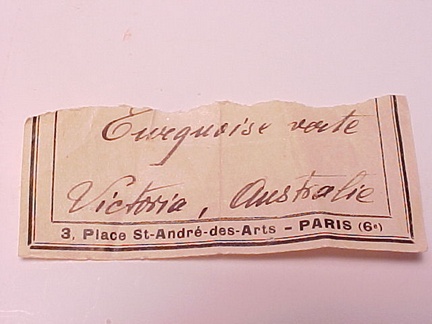 Turquoise verte
Victoria, Australie
3, Place St-André-des-Arts – PARIS (6e)